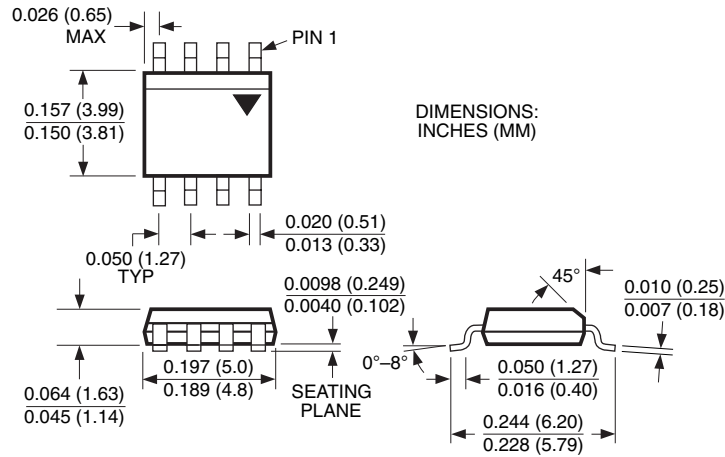 0.026 (0.65)
MAX
PIN 1
0.157 (3.99)
0.150 (3.81)
DIMENSIONS:
INCHES (MM)
0.020 (0.51)
0.013 (0.33)
0.050 (1.27)
TYP
0.0098 (0.249)
0.0040 (0.102)
45°
0.010 (0.25)
0.007 (0.18)
0°–8°
0.064 (1.63)
0.045 (1.14)
0.197 (5.0)
0.189 (4.8)
SEATING
PLANE
0.050 (1.27)
0.016 (0.40)
0.244 (6.20)
0.228 (5.79)